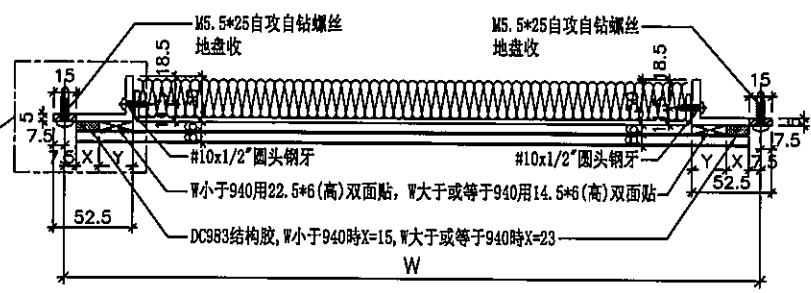 M5.5*25自攻自钻螺丝
地盘收
M5.5*25自攻自钻螺丝
地盘收
15
18.5
18.5
15
5
7.5
7.5
7.5
X
Y
#10x1/2"圆头钢牙
#10x1/2"圆头钢牙
Y
X
7.5
W小于940用22.5*6(高)双面贴, W大于或等于940用14.5*6(高)双面贴
52.5
52.5
DC983结构胶,W小于940時X=15,W大于或等于940時X=23
W